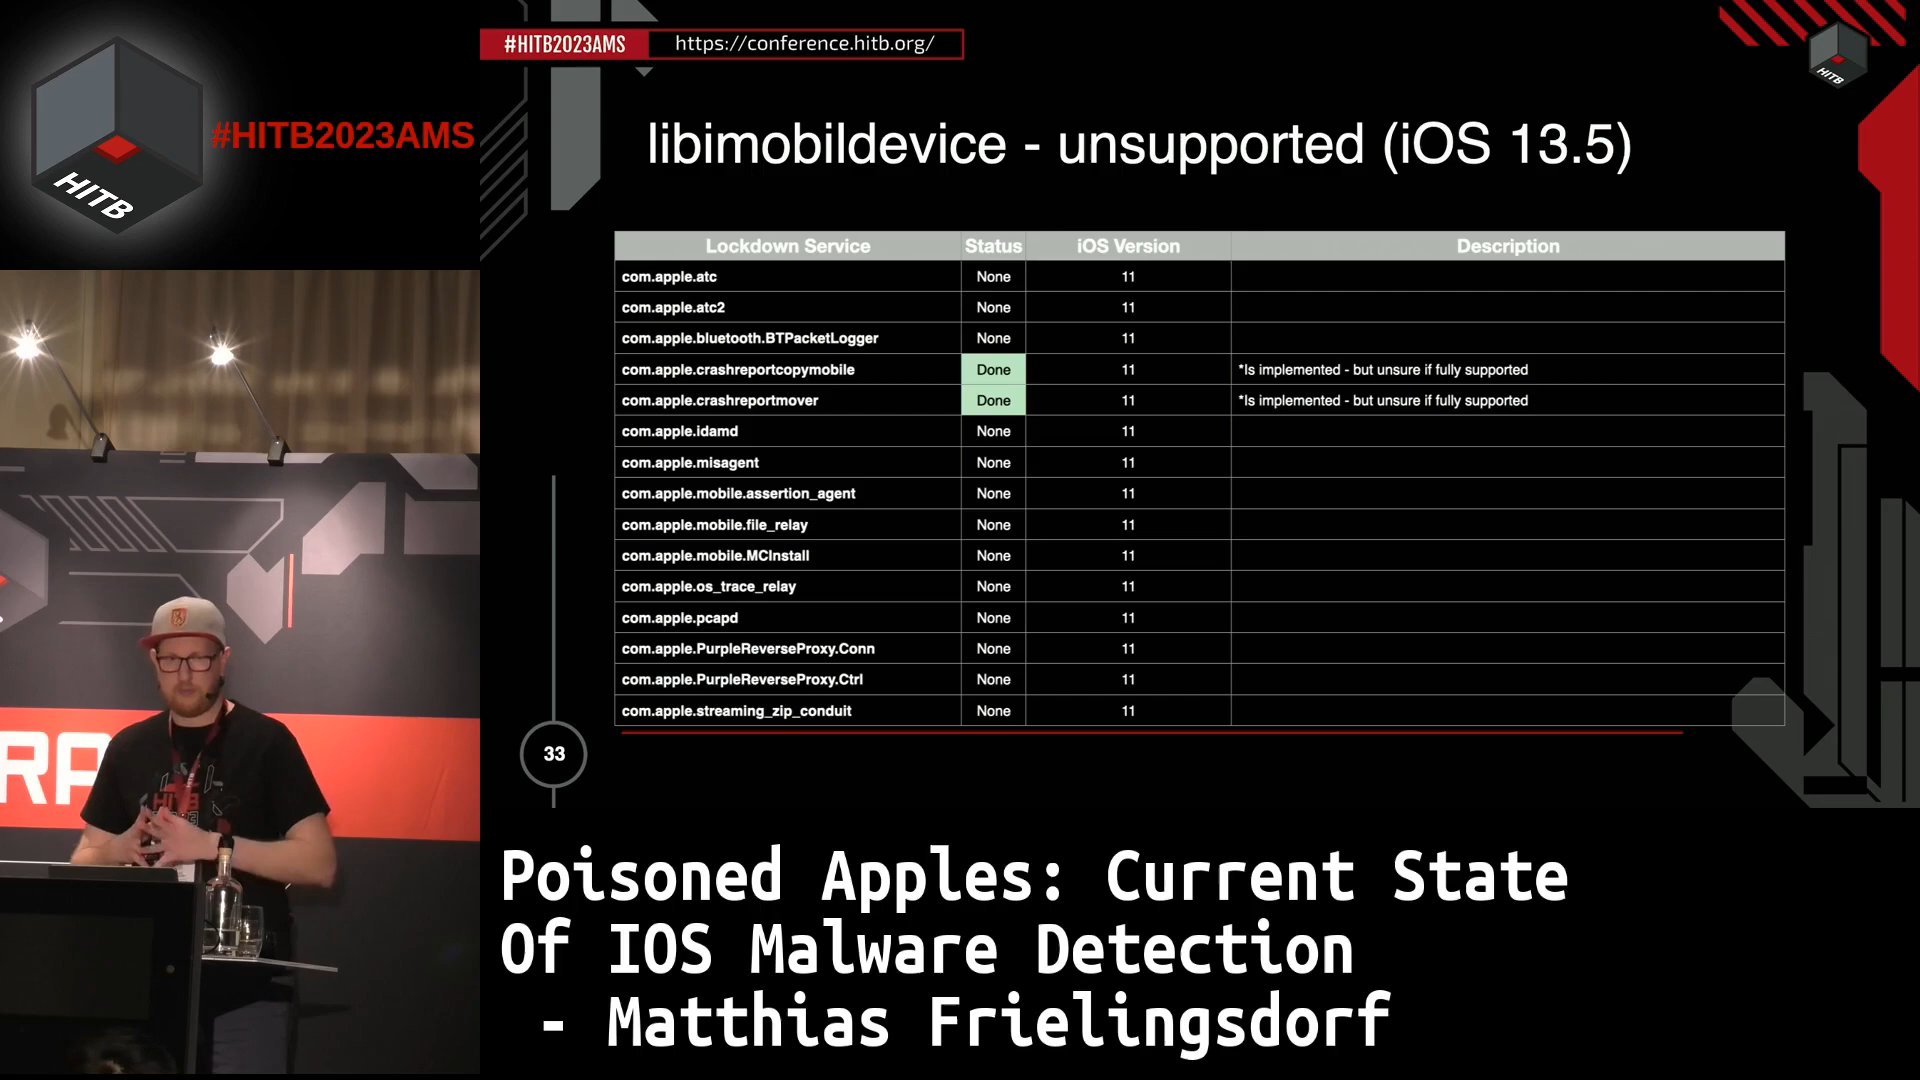 HITB
#HITB2023AMS
#HITB2023AMS
https://conference.hitb.org/
HITB
libimobildevice - unsupported (iOS 13.5)
Lockdown Service Status iOS Version Description
com.apple.atc None 11
com.apple.atc2 None 11
com.apple.bluetooth.BTPacketLogger None 11
com.apple.crashreportcopymobile Done 11 *Is implemented - but unsure if fully supported
com.apple.crashreportmover Done 11 *Is implemented - but unsure if fully supported
com.apple.idamd None 11
com.apple.misagent None 11
com.apple.mobile.assertion_agent None 11
com.apple.mobile.file_relay None 11
com.apple.mobile.MCInstall None 11
com.apple.os_trace_relay None 11
com.apple.pcapd None 11
com.apple.PurpleReverseProxy.Conn None 11
com.apple.PurpleReverseProxy.Ctrl None 11
com.apple.streaming_zip_conduit None 11
33
RA
HITB
Poisoned Apples: Current State
Of IOS Malware Detection
- Matthias Frielingsdorf